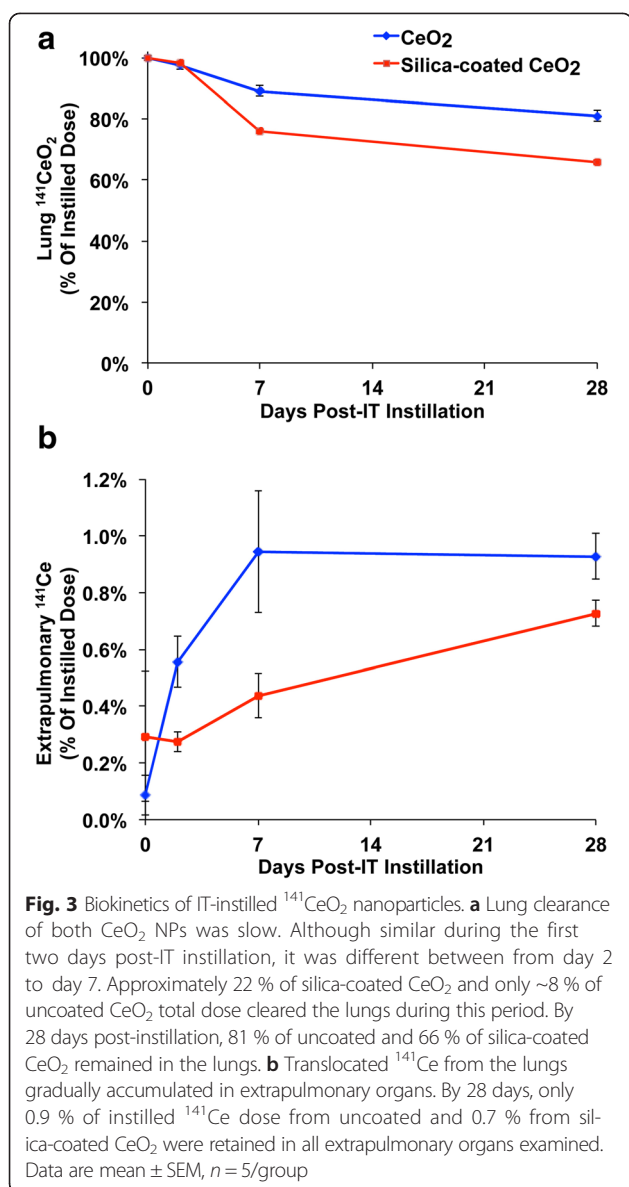 a
CeO2
Silica-coated CeO2
100%
80%
60%
40%
20%
0%
Lung 141CeO2
(% Of Instilled Dose)
0 7 14 21 28
Days Post-IT Instillation
b
1.2%
1.0%
0.8%
0.6%
0.4%
0.2%
0.0%
Extrapulmonary 141Ce
(% Of Instilled Dose)
0 7 14 21 28
Days Post-IT Instillation
Fig. 3 Biokinetics of IT-instilled 141CeO2 nanoparticles. a Lung clearance
of both CeO2 NPs was slow. Although similar during the first
two days post-IT instillation, it was different between from day 2
to day 7. Approximately 22 % of silica-coated CeO2 and only ~8 % of
uncoated CeO2 total dose cleared the lungs during this period. By
28 days post-instillation, 81 % of uncoated and 66 % of silica-coated
CeO2 remained in the lungs. b Translocated 141Ce from the lungs
gradually accumulated in extrapulmonary organs. By 28 days, only
0.9 % of instilled 141Ce dose from uncoated and 0.7 % from sil-
ica-coated CeO2 were retained in all extrapulmonary organs examined.
Data are mean ± SEM, n = 5/group